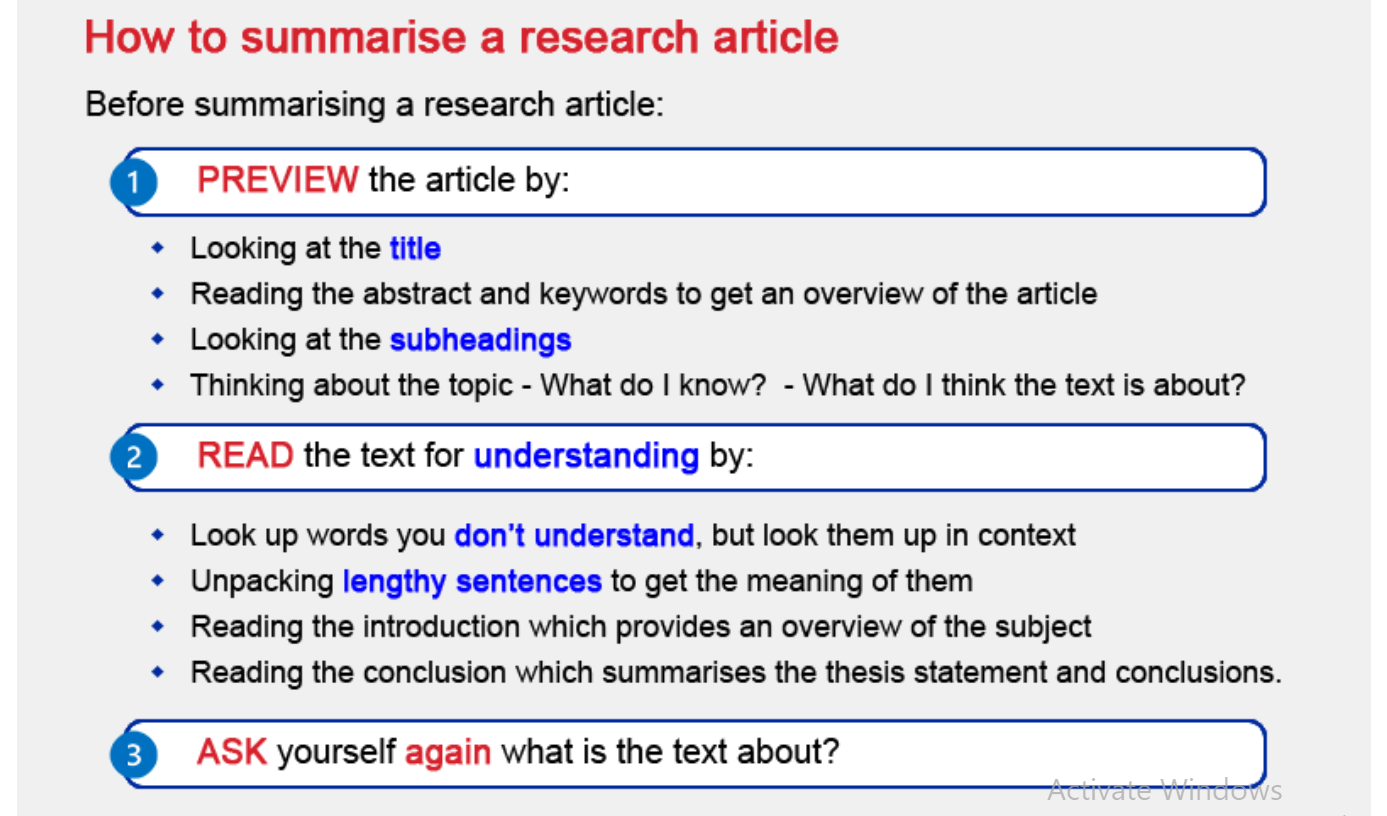 How to summarise a research article
Before summarising a research article:
1 PREVIEW the article by:
Looking at the title
Reading the abstract and keywords to get an overview of the article
Looking at the subheadings
Thinking about the topic - What do I know? - What do I think the text is about?
2 READ the text for understanding by:
Look up words you don't understand, but look them up in context
Unpacking lengthy sentences to get the meaning of them
Reading the introduction which provides an overview of the subject
Reading the conclusion which summarises the thesis statement and conclusions.
3 ASK yourself again what is the text about?
Activate Windows